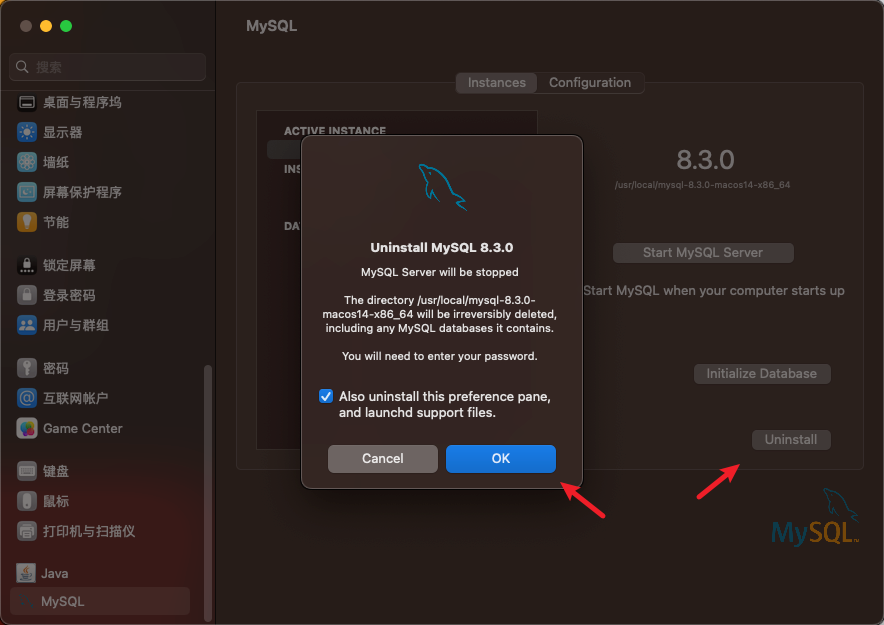 MySQL
搜索
桌面与程序坞
显示器
墙纸
屏幕保护程序
节能
锁定屏幕
登录密码
用户与群组
密码
互联网帐户
Game Center
键盘
鼠标
打印机与扫描仪
Java
MySQL
Instances
Configuration
ACTIVE INSTANCE
INS
DA
8.3.0
/usr/local/mysql-8.3.0-macos14-x86_64
Start MySQL Server
Start MySQL when your computer starts up
Initialize Database
Uninstall
Uninstall MySQL 8.3.0
MySQL Server will be stopped
The directory /usr/local/mysql-8.3.0-
macos14-x86_64 will be irreversibly deleted,
including any MySQL databases it contains.
You will need to enter your password.
Also uninstall this preference pane,
and launchd support files.
Cancel
OK
MySQL™